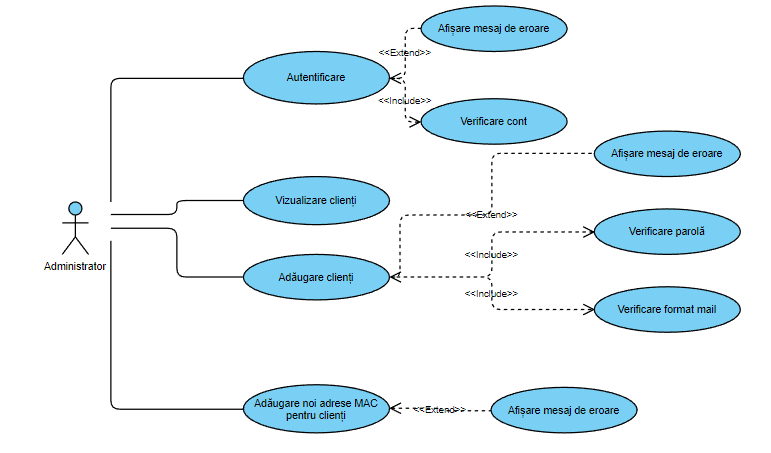 Afișare mesaj de eroare
<<Extend>>
Autentificare
<<Include>>
Verificare cont
Afișare mesaj de eroare
Vizualizare clienți
<<Extend>>
Verificare parolă
<<Include>>
Administrator
Adăugare clienți
<<Include>>
Verificare format mail
Adăugare noi adrese MAC
pentru clienți
<<Extend>>
Afișare mesaj de eroare